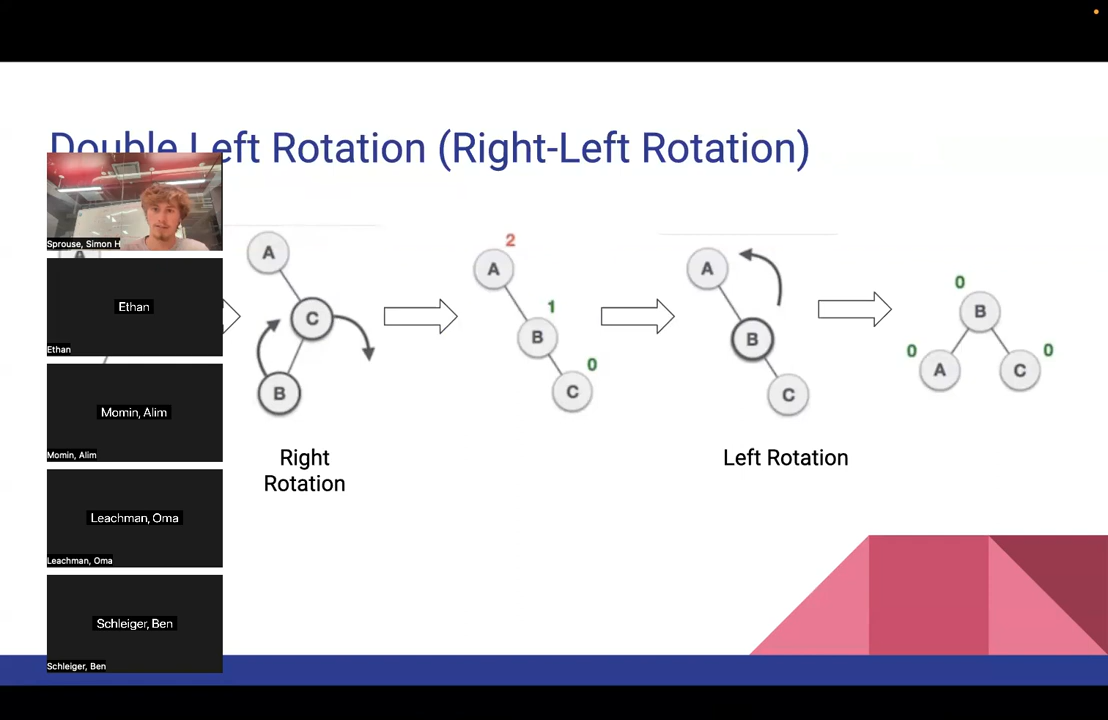 Double Left Rotation (Right-Left Rotation)
Sprouse, Simon H
Ethan
Ethan
Momin, Alim
Momin, Alim
Leachman, Oma
Leachman, Oma
Schleiger, Ben
Schleiger, Ben
A
C
B
Right
Rotation
2
A
1
B
0
C
A
B
C
Left Rotation
0
B
0
A
0
C